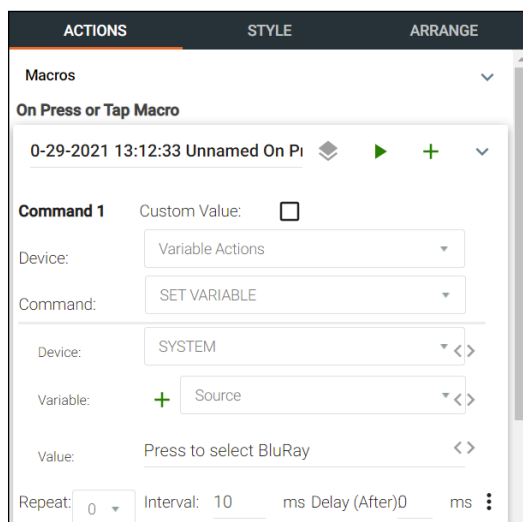 ACTIONS STYLE ARRANGE
Macros
On Press or Tap Macro
0-29-2021 13:12:33 Unnamed On Pr
Command 1 Custom Value:
Device: Variable Actions
Command: SET VARIABLE
Device: SYSTEM
Variable: + Source
Value: Press to select BluRay
Repeat: 0 Interval: 10 ms Delay (After)0 ms